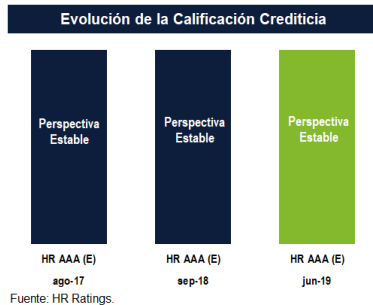 Evolución de la Calificación Crediticia
Perspectiva
Estable
Perspectiva
Estable
Perspectiva
Estable
HR AAA (E)
HR AAA (E)
HR AAA (E)
ago-17
sep-18
jun-19
Fuente: HR Ratings.